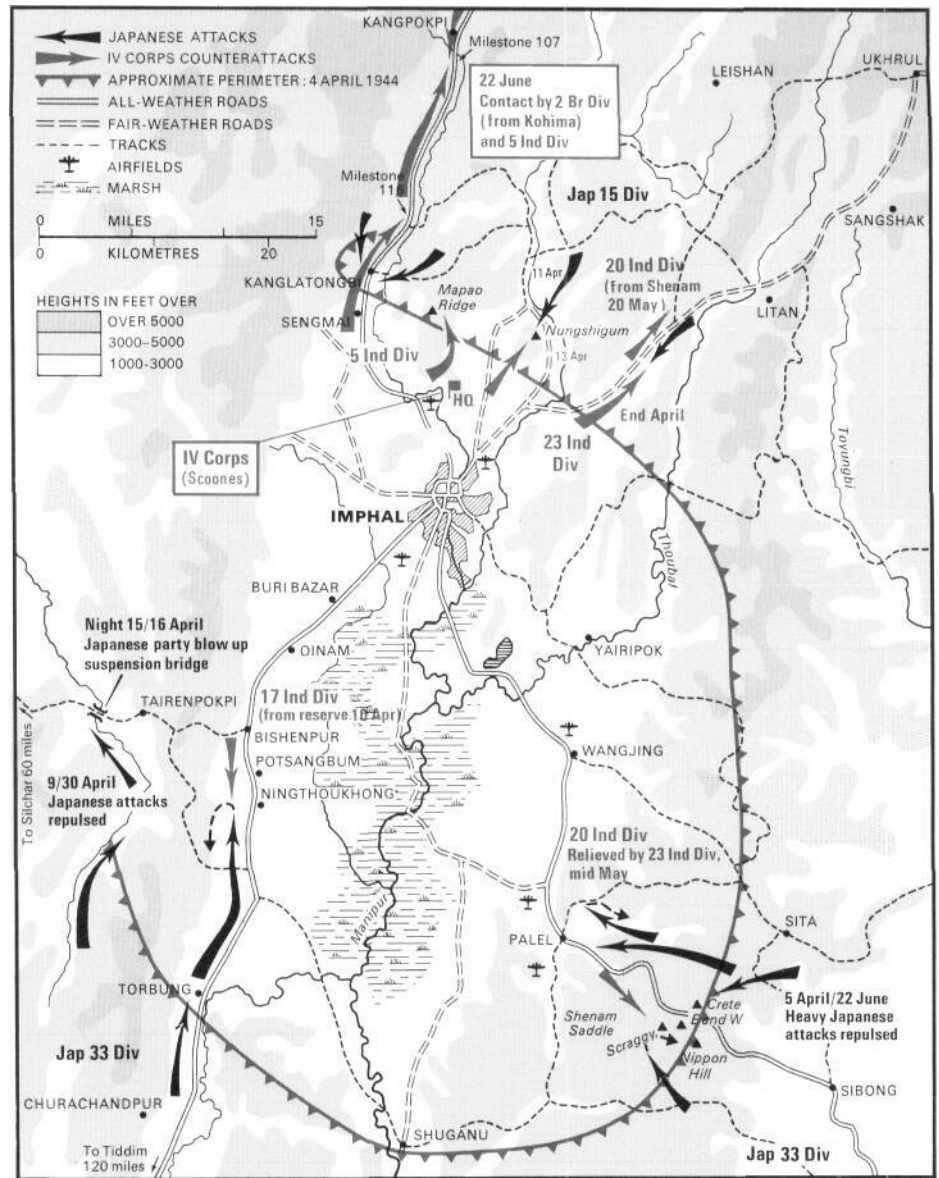 JAPANESE ATTACKS
IV CORPS COUNTERATTACKS
APPROXIMATE PERIMETER : 4 APRIL 1944
ALL-WEATHER ROADS
FAIR-WEATHER ROADS
TRACKS
AIRFIELDS
MARSH
0 MILES 15
0 KILOMETRES 20
HEIGHTS IN FEET OVER
OVER 5000
3000–5000
1000-3000
KANGPOKPI
Milestone 107
22 June
Contact by 2 Br Div
(from Kohima)
and 5 Ind Div
LEISHAN
UKHRUL
Milestone
116
Jap 15 Div
SANGSHAK
KANGLATONGBI
Mapao
Ridge
11 Apr
20 Ind Div
(from Shenam
20 May)
LITAN
SENGMAI
Nungshigum
13 Apr
5 Ind Div
HQ
End April
23 Ind
Div
Toyungbi
IV Corps
(Scoones)
IMPHAL
Thoubal
BURI BAZAR
Night 15/16 April
Japanese party blow up
suspension bridge
OINAM
YAIRIPOK
TAIRENPOKPI
17 Ind Div
(from reserve 10 Apr)
BISHENPUR
WANGJING
POTSANGBUM
9/30 April
Japanese attacks
repulsed
NINGTHOUKHONG
To Silchar 60 miles
20 Ind Div
Relieved by 23 Ind Div,
mid May
Manipur
SITA
PALEL
TORBUNG
Shenam
Saddle
Crete
Bend W
5 April/22 June
Heavy Japanese
attacks repulsed
Scraggy
Nippon
Hill
Jap 33 Div
SIBONG
CHURACHANDPUR
SHUGANU
To Tiddim
120 miles
Jap 33 Div